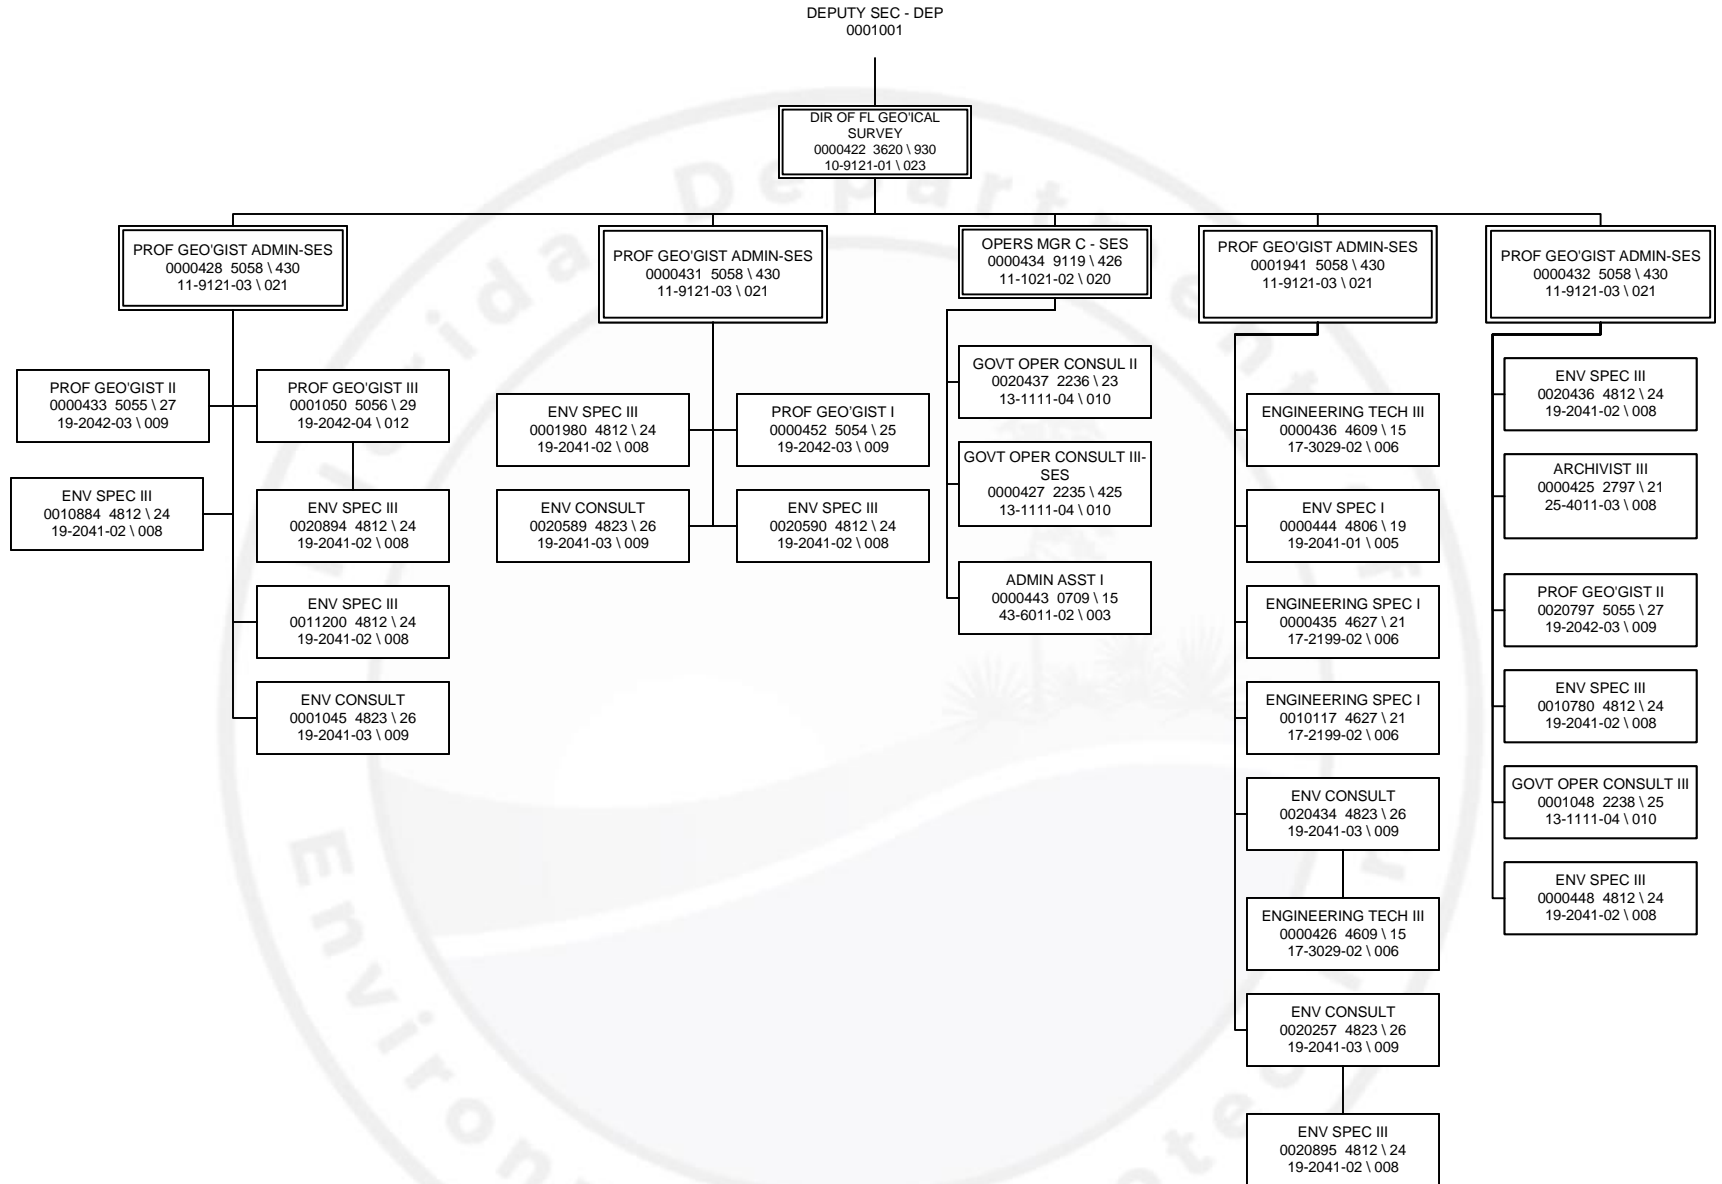 DEPUTY SEC - DEP
0001001
DIR OF FL GEO'ICAL
SURVEY
0000422 3620 \ 930
10-9121-01 \ 023
PROF GEO'GIST ADMIN-SES
0000428 5058 \ 430
11-9121-03 \ 021
PROF GEO'GIST II
0000433 5055 \ 27
19-2042-03 \ 009
PROF GEO'GIST III
0001050 5056 \ 29
19-2042-04 \ 012
ENV SPEC III
0010884 4812 \ 24
19-2041-02 \ 008
ENV SPEC III
0020894 4812 \ 24
19-2041-02 \ 008
ENV SPEC III
0011200 4812 \ 24
19-2041-02 \ 008
ENV CONSULT
0001045 4823 \ 26
19-2041-03 \ 009
PROF GEO'GIST ADMIN-SES
0000431 5058 \ 430
11-9121-03 \ 021
ENV SPEC III
0001980 4812 \ 24
19-2041-02 \ 008
PROF GEO'GIST I
0000452 5054 \ 25
19-2042-03 \ 009
ENV CONSULT
0020589 4823 \ 26
19-2041-03 \ 009
ENV SPEC III
0020590 4812 \ 24
19-2041-02 \ 008
OPERS MGR C - SES
0000434 9119 \ 426
11-1021-02 \ 020
GOVT OPER CONSUL II
0020437 2236 \ 23
13-1111-04 \ 010
GOVT OPER CONSULT III-
SES
0000427 2235 \ 425
13-1111-04 \ 010
ADMIN ASST I
0000443 0709 \ 15
43-6011-02 \ 003
PROF GEO'GIST ADMIN-SES
0001941 5058 \ 430
11-9121-03 \ 021
ENGINEERING TECH III
0000436 4609 \ 15
17-3029-02 \ 006
ENV SPEC I
0000444 4806 \ 19
19-2041-01 \ 005
ENGINEERING SPEC I
0000435 4627 \ 21
17-2199-02 \ 006
ENGINEERING SPEC I
0010117 4627 \ 21
17-2199-02 \ 006
ENV CONSULT
0020434 4823 \ 26
19-2041-03 \ 009
ENGINEERING TECH III
0000426 4609 \ 15
17-3029-02 \ 006
ENV CONSULT
0020257 4823 \ 26
19-2041-03 \ 009
ENV SPEC III
0020895 4812 \ 24
19-2041-02 \ 008
PROF GEO'GIST ADMIN-SES
0000432 5058 \ 430
11-9121-03 \ 021
ENV SPEC III
0020436 4812 \ 24
19-2041-02 \ 008
ARCHIVIST III
0000425 2797 \ 21
25-4011-03 \ 008
PROF GEO'GIST II
0020797 5055 \ 27
19-2042-03 \ 009
ENV SPEC III
0010780 4812 \ 24
19-2041-02 \ 008
GOVT OPER CONSULT III
0001048 2238 \ 25
13-1111-04 \ 010
ENV SPEC III
0000448 4812 \ 24
19-2041-02 \ 008
Florida Department